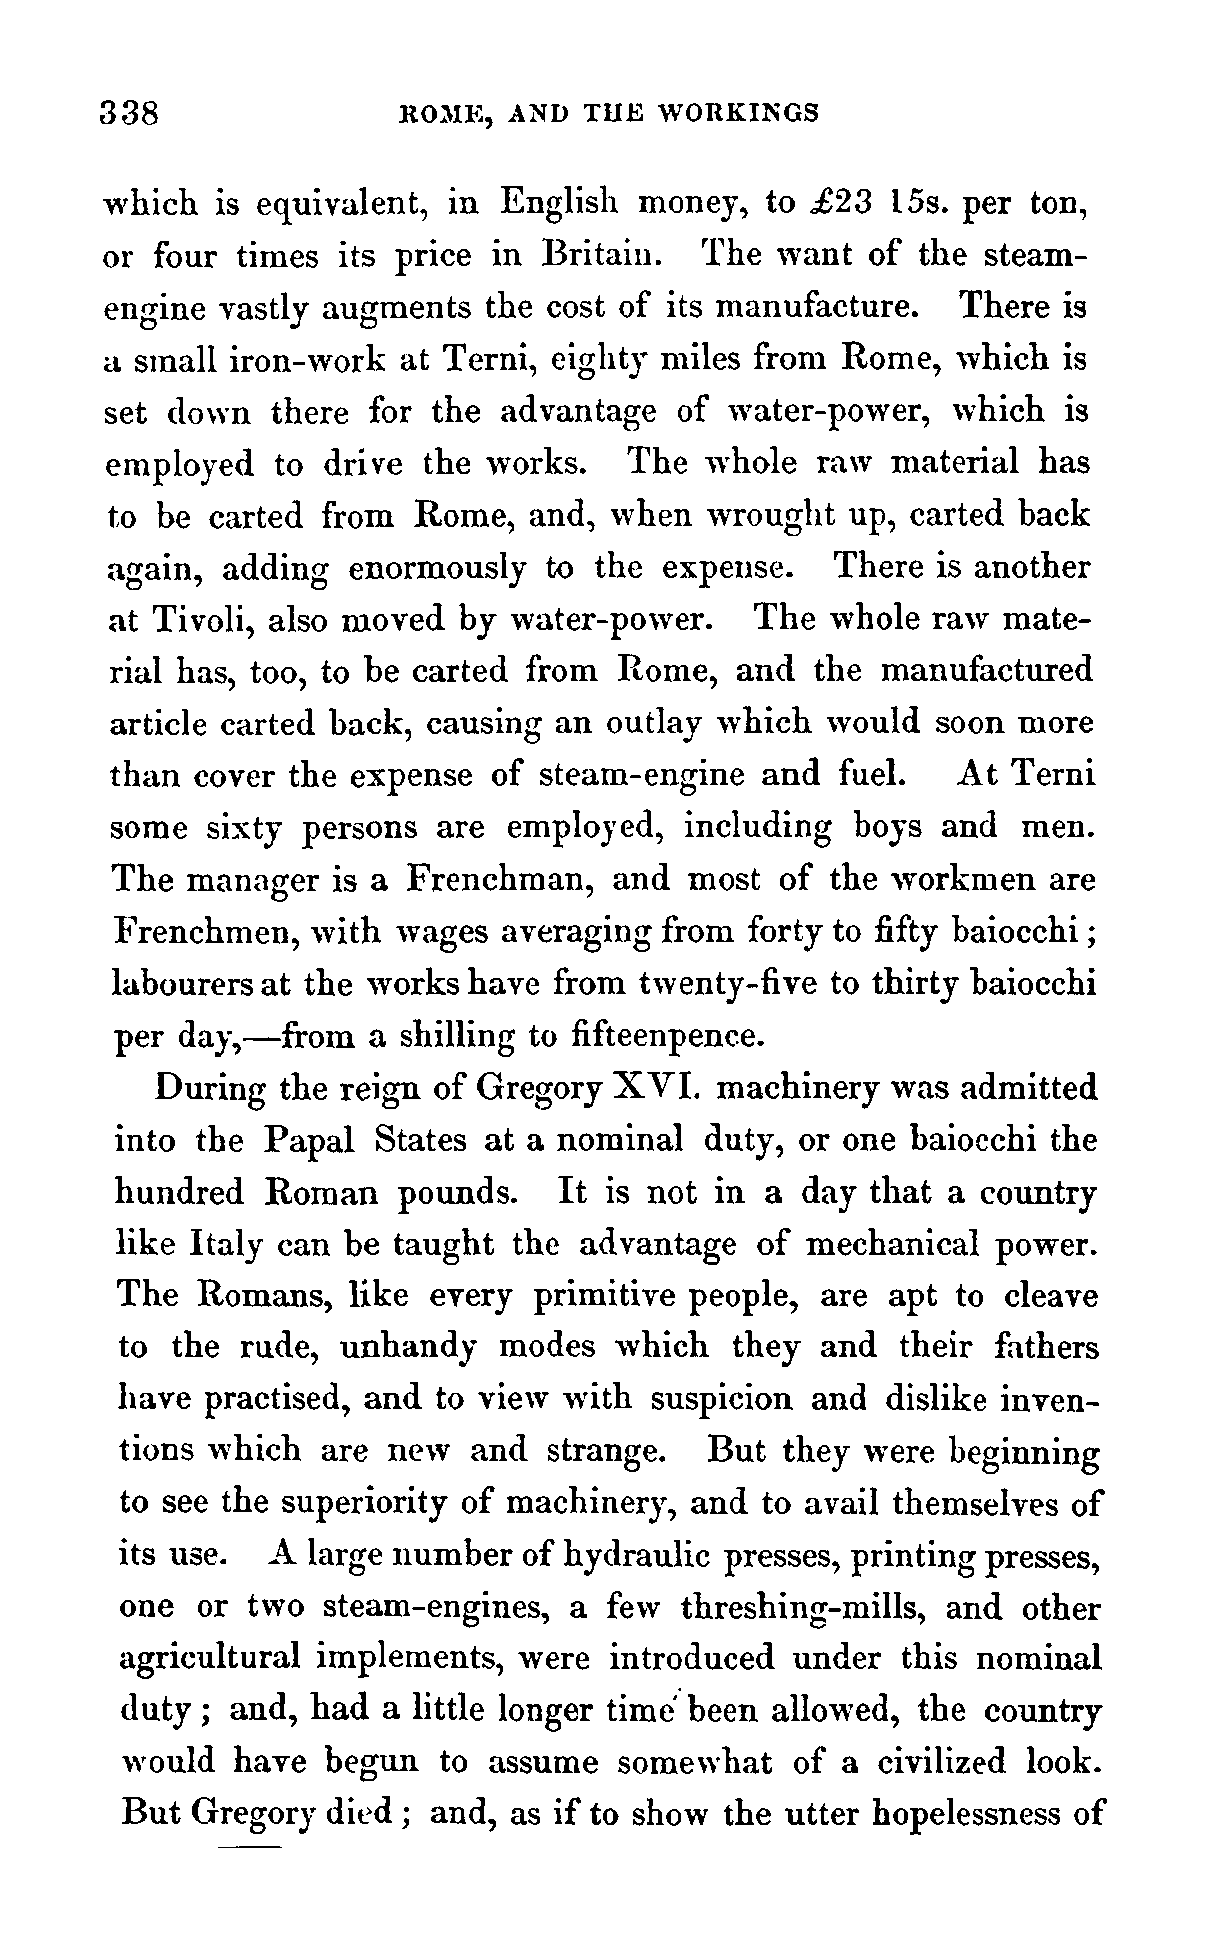 338 ROME, AND THE WORKINGS
which is equivalent, in English money, to £23 15s. per ton,
or four times its price in Britain. The want of the steam-
engine vastly augments the cost of its manufacture. There is
a small iron-work at Terni, eighty miles from Rome, which is
set down there for the advantage of water-power, which is
employed to drive the works. The whole raw material has
to be carted from Rome, and, when wrought up, carted back
again, adding enormously to the expense. There is another
at Tivoli, also moved by water-power. The whole raw mate-
rial has, too, to be carted from Rome, and the manufactured
article carted back, causing an outlay which would soon more
than cover the expense of steam-engine and fuel. At Terni
some sixty persons are employed, including boys and men.
The manager is a Frenchman, and most of the workmen are
Frenchmen, with wages averaging from forty to fifty baiocchi;
labourers at the works have from twenty-five to thirty baiocchi
per day,—from a shilling to fifteenpence.
During the reign of Gregory XVI. machinery was admitted
into the Papal States at a nominal duty, or one baiocchi the
hundred Roman pounds. It is not in a day that a country
like Italy can be taught the advantage of mechanical power.
The Romans, like every primitive people, are apt to cleave
to the rude, unhandy modes which they and their fathers
have practised, and to view with suspicion and dislike inven-
tions which are new and strange. But they were beginning
to see the superiority of machinery, and to avail themselves of
its use. A large number of hydraulic presses, printing presses,
one or two steam-engines, a few threshing-mills, and other
agricultural implements, were introduced under this nominal
duty; and, had a little longer time been allowed, the country
would have begun to assume somewhat of a civilized look.
But Gregory died; and, as if to show the utter hopelessness of